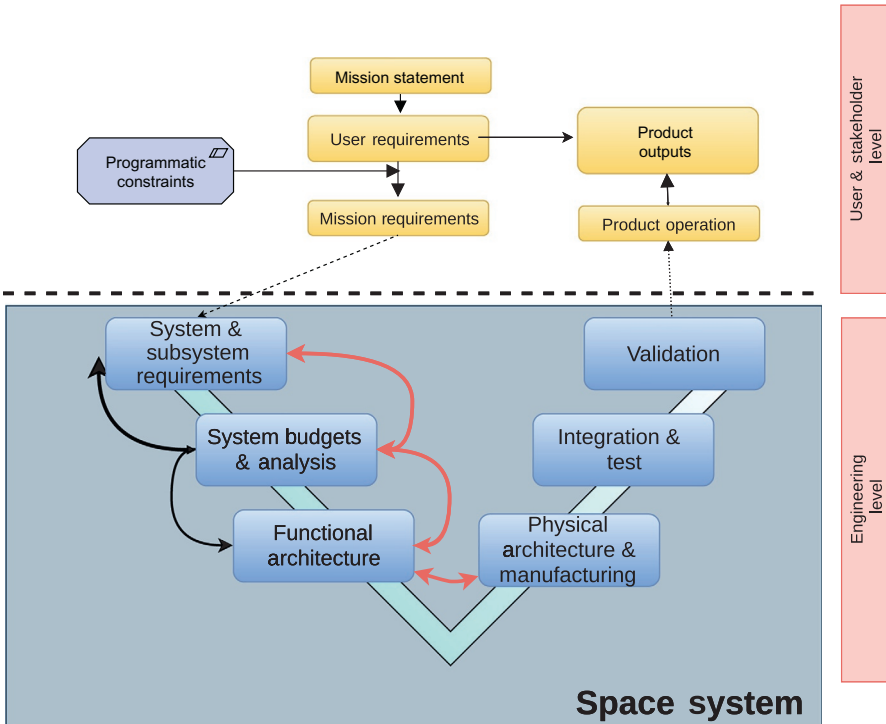 Mission statement
User requirements
Programmatic
constraints
Mission requirements
Product
outputs
Product operation
User & stakeholder
level
System &
subsystem
requirements
System budgets
& analysis
Functional
architecture
Validation
Integration &
test
Physical
architecture &
manufacturing
Engineering
level
Space system